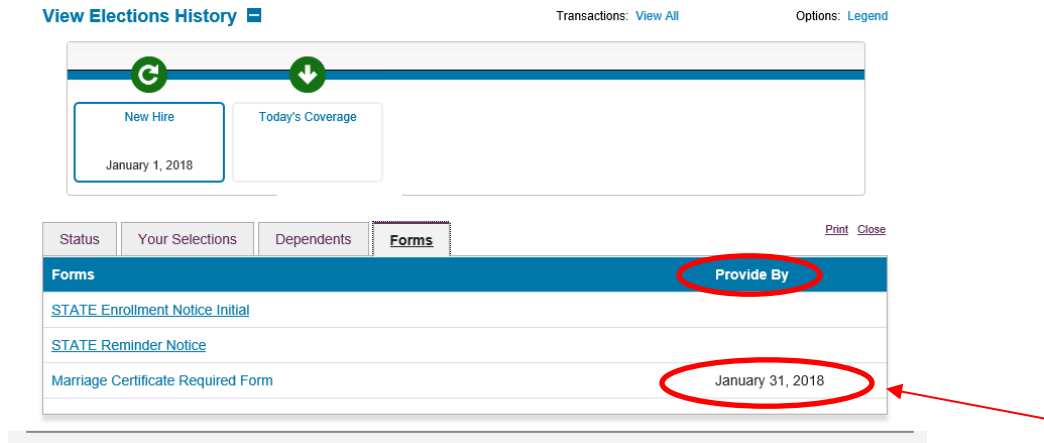 View Elections History
Transactions: View All
Options: Legend
New Hire
Today's Coverage
January 1, 2018
Status
Your Selections
Dependents
Forms
Print Close
Forms
Provide By
STATE Enrollment Notice Initial
STATE Reminder Notice
Marriage Certificate Required Form
January 31, 2018